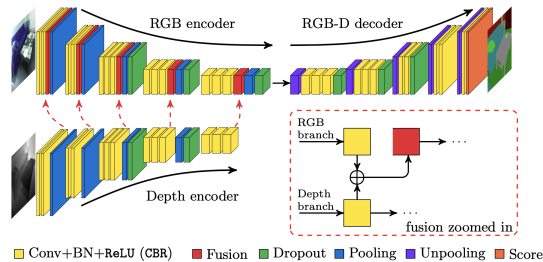 RGB encoder
RGB-D decoder
Depth encoder
RGB
branch
Depth
branch
...
...
fusion zoomed in
Conv+BN+ReLU (CBR)
Fusion
Dropout
Pooling
Unpooling
Score